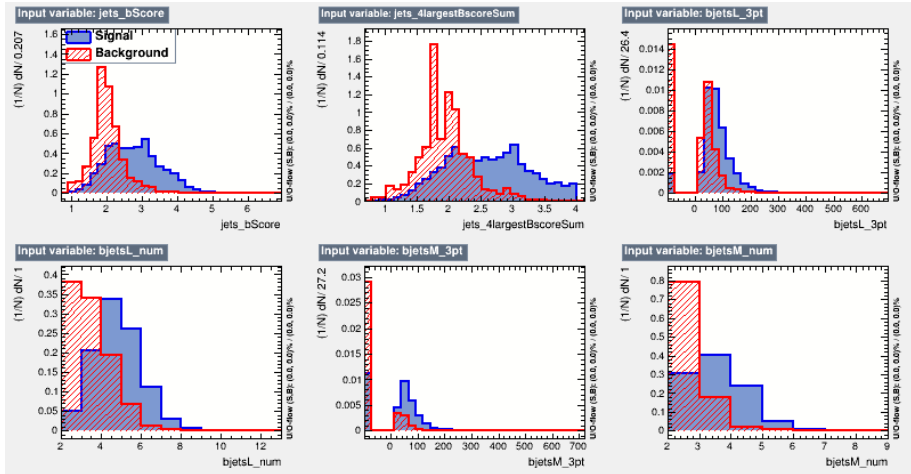 Input variable: jets_bScore
(1/N) dN/ 0.207
1.6
1.4
1.2
1
0.8
0.6
0.4
0.2
0
Signal
Background
1 2 3 4 5 6
jets_bScore
U/O-flow (S,B): (0.0, 0.0)% / (0.0, 0.0)%
Input variable: jets_4largestBscoreSum
(1/N) dN/ 0.114
1.8
1.6
1.4
1.2
1
0.8
0.6
0.4
0.2
0
1 1.5 2 2.5 3 3.5 4
jets_4largestBscoreSum
U/O-flow (S,B): (0.0, 0.0)% / (0.0, 0.0)%
Input variable: bjetsL_3pt
(1/N) dN/ 26.4
0.014
0.012
0.01
0.008
0.006
0.004
0.002
0
0 100 200 300 400 500 600
bjetsL_3pt
U/O-flow (S,B): (0.0, 0.0)% / (0.0, 0.0)%
Input variable: bjetsL_num
(1/N) dN/ 1
0.4
0.35
0.3
0.25
0.2
0.15
0.1
0.05
0
2 4 6 8 10 12
bjetsL_num
U/O-flow (S,B): (0.0, 0.0)% / (0.0, 0.0)%
Input variable: bjetsM_3pt
(1/N) dN/ 27.2
0.03
0.025
0.02
0.015
0.01
0.005
0
0 100 200 300 400 500 600 700
bjetsM_3pt
U/O-flow (S,B): (0.0, 0.0)% / (0.0, 0.0)%
Input variable: bjetsM_num
(1/N) dN/ 1
0.8
0.7
0.6
0.5
0.4
0.3
0.2
0.1
0
2 3 4 5 6 7 8 9
bjetsM_num
U/O-flow (S,B): (0.0, 0.0)% / (0.0, 0.0)%